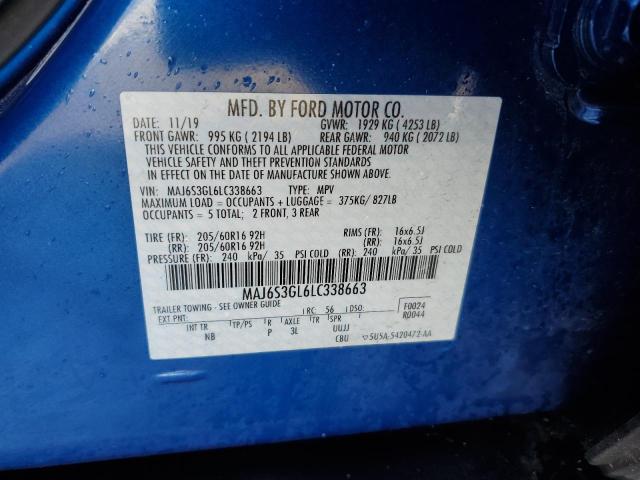 MFD. BY FORD MOTOR CO.
DATE: 11/19 GVWR: 1929 KG ( 4253 LB)
FRONT GAWR: 995 KG ( 2194 LB) REAR GAWR: 940 KG ( 2072 LB)
THIS VEHICLE CONFORMS TO ALL APPLICABLE FEDERAL MOTOR
VEHICLE SAFETY AND THEFT PREVENTION STANDARDS
IN EFFECT ON THE DATE OF MANUFACTURE SHOWN ABOVE.
VIN: MAJ6S3GL6LC338663 TYPE: MPV
MAXIMUM LOAD = OCCUPANTS + LUGGAGE = 375KG/ 827LB
OCCUPANTS = 5 TOTAL; 2 FRONT, 3 REAR
TIRE (FR): 205/60R16 92H RIMS (FR): 16x6.5J
(RR): 205/60R16 92H (RR): 16x6.5J
PRESSURE (FR): 240 kPa/ 35 PSI COLD (RR): 240 kPa/ 35 PSI COLD
MAJ6S3GL6LC338663
TRAILER TOWING - SEE OWNER GUIDE RC: 56 DSO: F0024
EXT PNT: R0044
INT TR TP/PS R AXLE TR SPR UUJJ
NB P 3L CBU 5U5A-5420472-AA